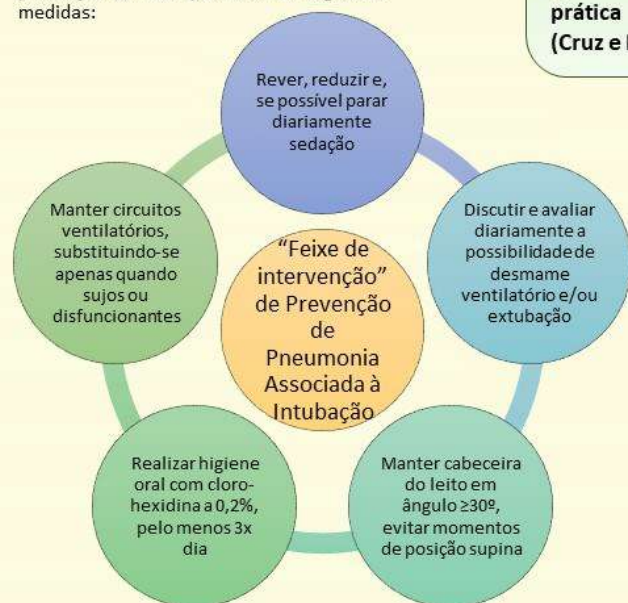 medidas:
prática
(Cruz e
Rever, reduzir e,
se possível parar
diariamente
sedação
Discutir e avaliar
diariamente a
possibilidade de
desmame
ventilatório e/ou
extubação
Manter cabeceira
do leito em
ângulo ≥30º,
evitar momentos
de posição supina
Realizar higiene
oral com cloro-
hexidina a 0,2%,
pelo menos 3x
dia
Manter circuitos
ventilatórios,
substituindo-se
apenas quando
sujos ou
disfuncionantes
“Feixe de
intervenção”
de Prevenção
de
Pneumonia
Associada à
Intubação